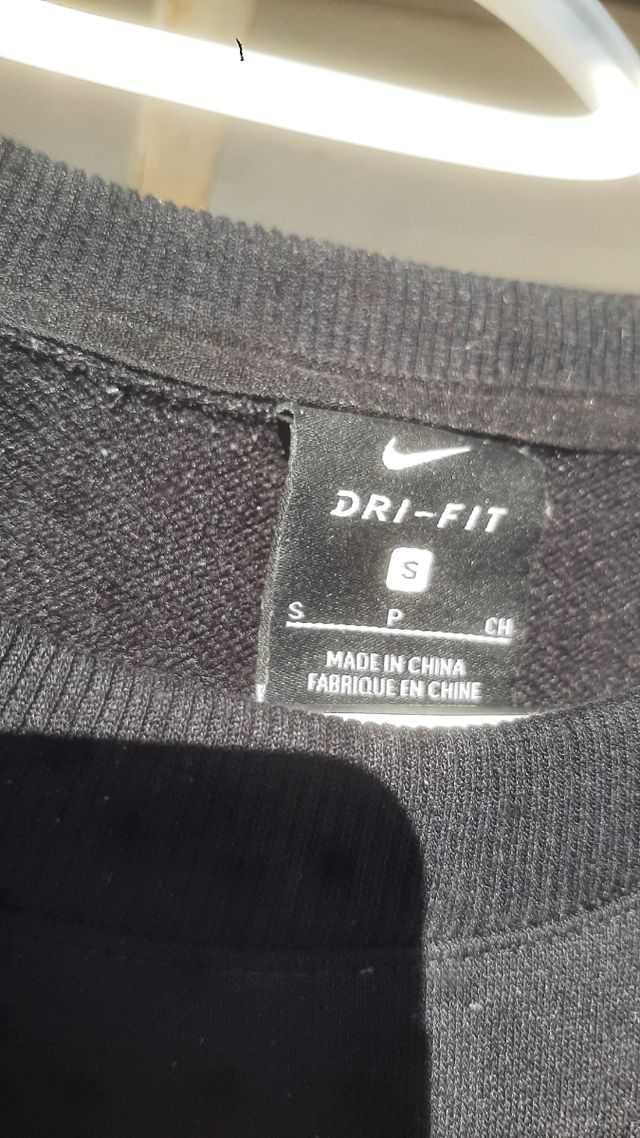 DRI-FIT
S
S P CH
MADE IN CHINA
FABRIQUE EN CHINE